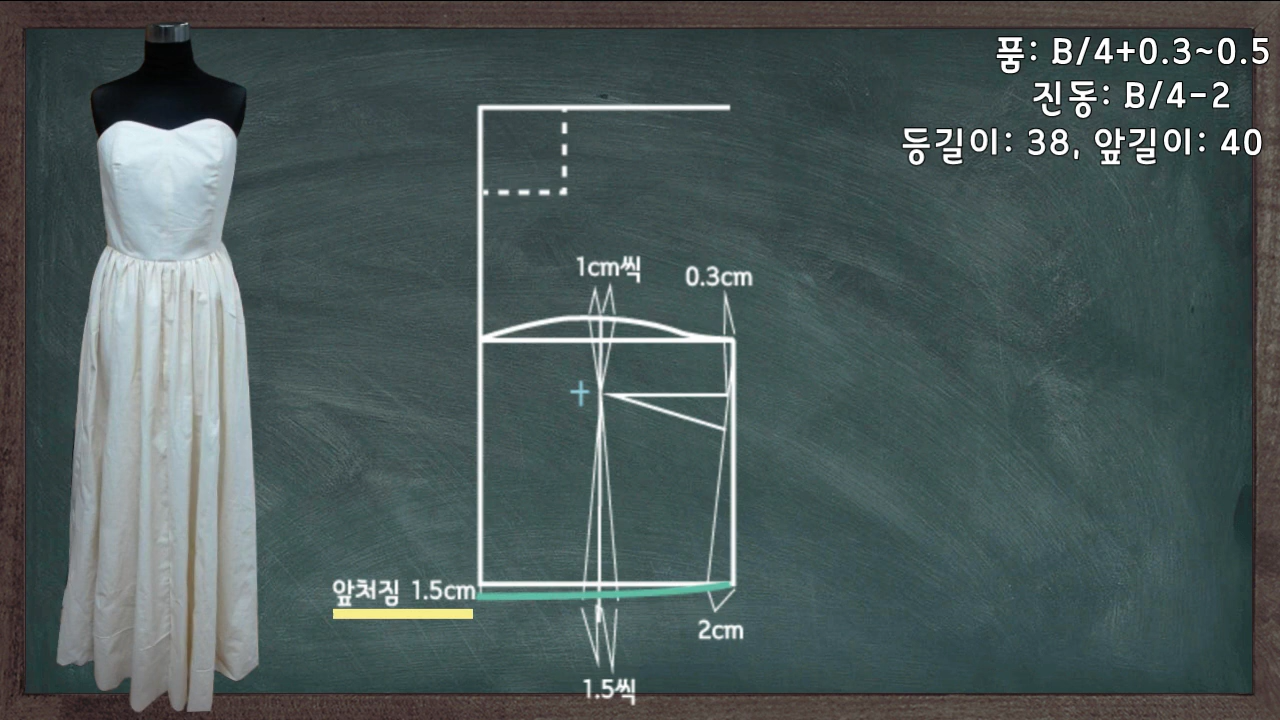 품: B/4+0.3~0.5
진동: B/4-2
등길이: 38, 앞길이: 40
1cm씩
0.3cm
앞처짐 1.5cm
2cm
1.5씩